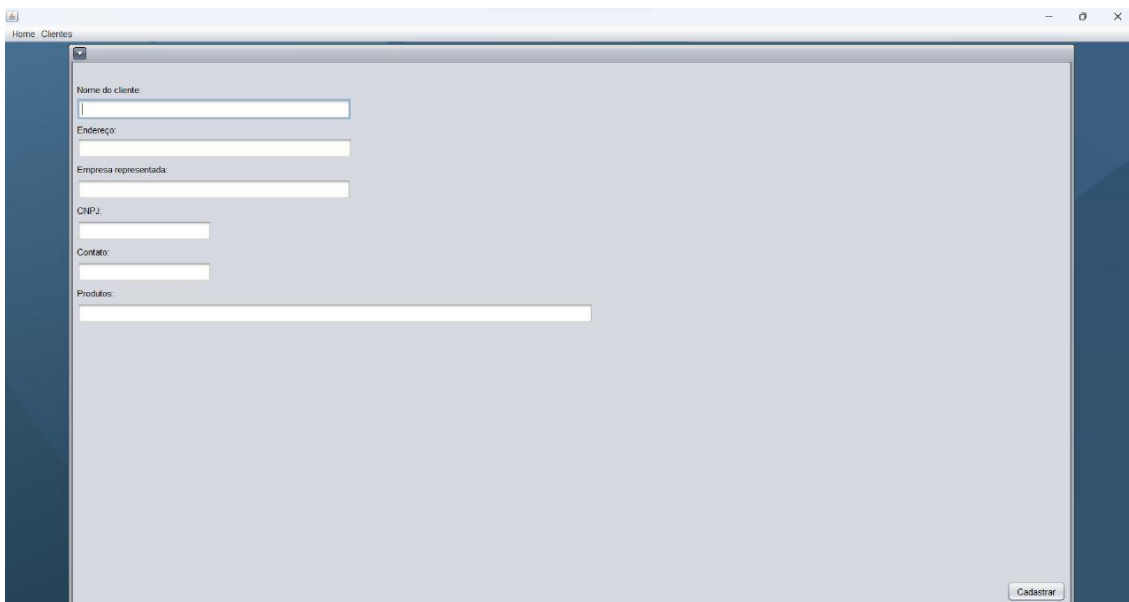 Home Clientes
Nome do cliente:
Endereço:
Empresa representada:
CNPJ:
Contato:
Produtos:
Cadastrar